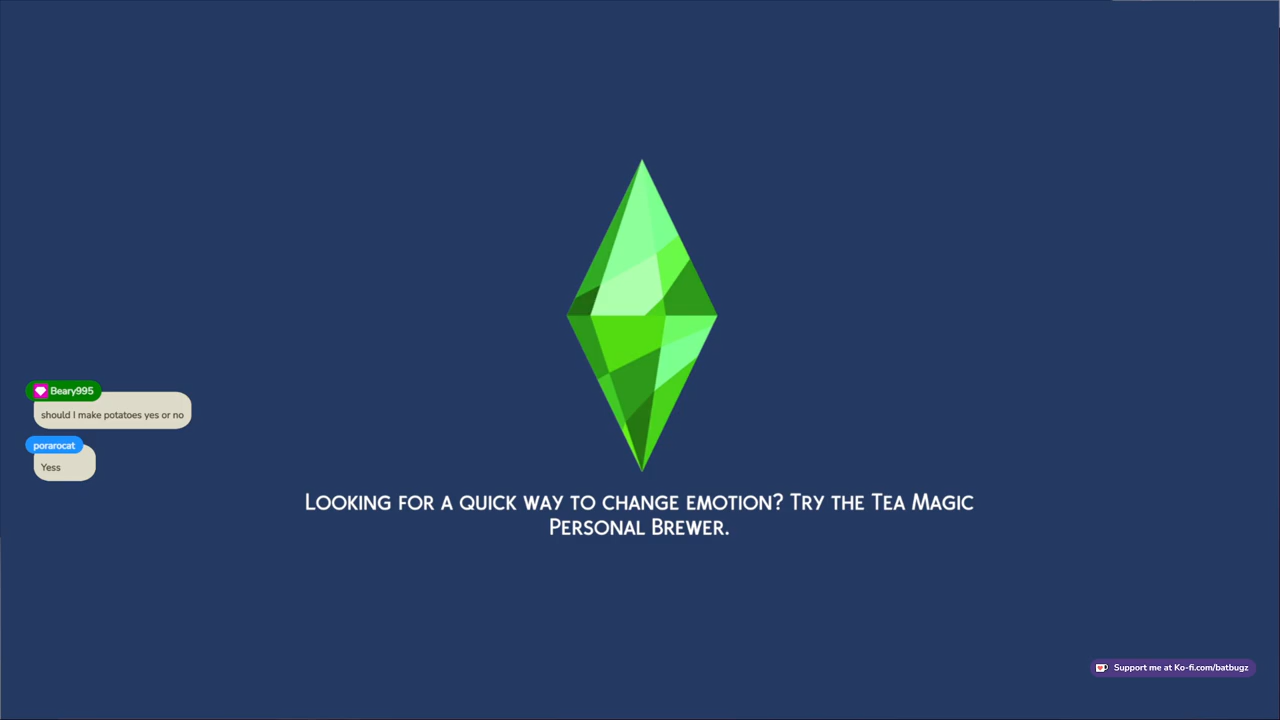 Beary995
should I make potatoes yes or no
porarocat
Yess
Looking for a quick way to change emotion? Try the Tea Magic
Personal Brewer.
Support me at Ko-fi.com/batbugz